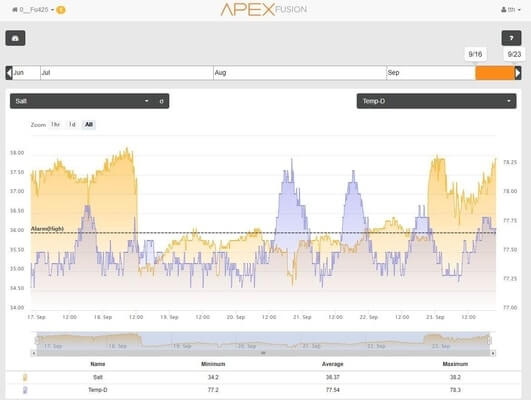 0__Fu425
APEX FUSION
tth
?
9/16
9/23
Jun
Jul
Aug
Sep
Salt
σ
Temp-D
Zoom 1hr 1d All
38.00
37.50
37.00
36.50
36.00
35.50
35.00
34.50
34.00
Alarm(High)
78.25
78.00
77.75
77.50
77.25
77.00
17. Sep 12:00 18. Sep 12:00 19. Sep 12:00 20. Sep 12:00 21. Sep 12:00 22. Sep 12:00 23. Sep 12:00
17. Sep 18. Sep 19. Sep 20. Sep 21. Sep 22. Sep 23. Sep
Name Minimum Average Maximum
Salt 34.2 36.37 38.2
Temp-D 77.2 77.54 78.3